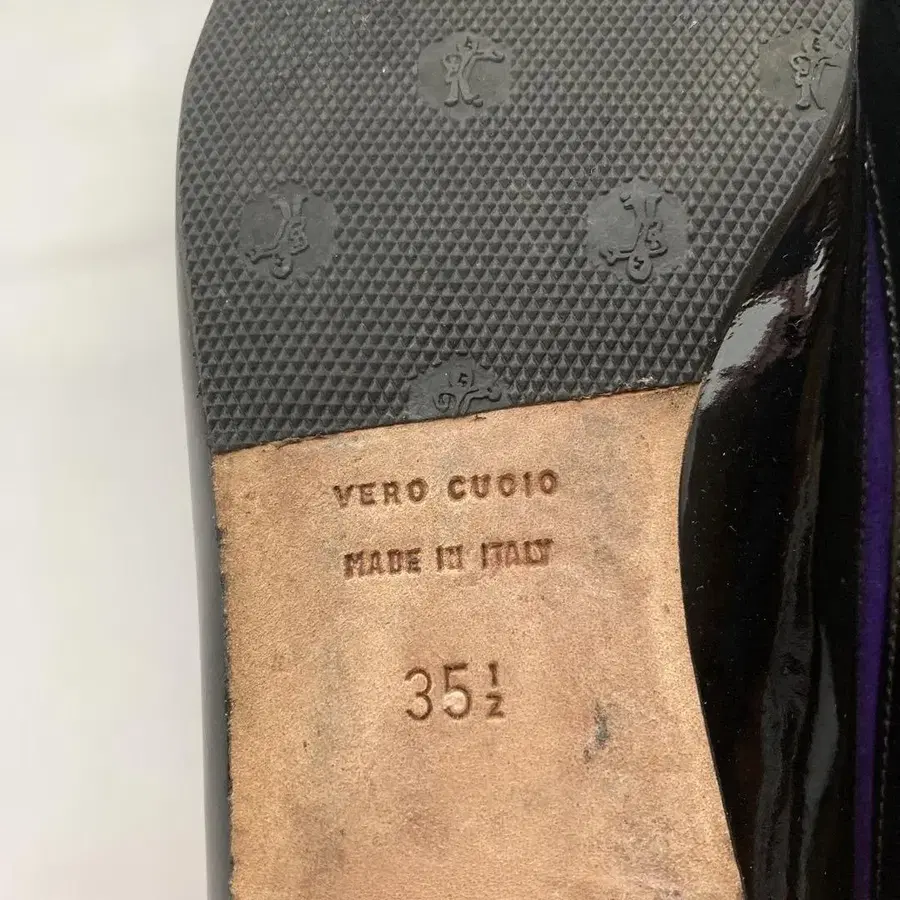 VERO CUOIO
MADE IN ITALY
35½